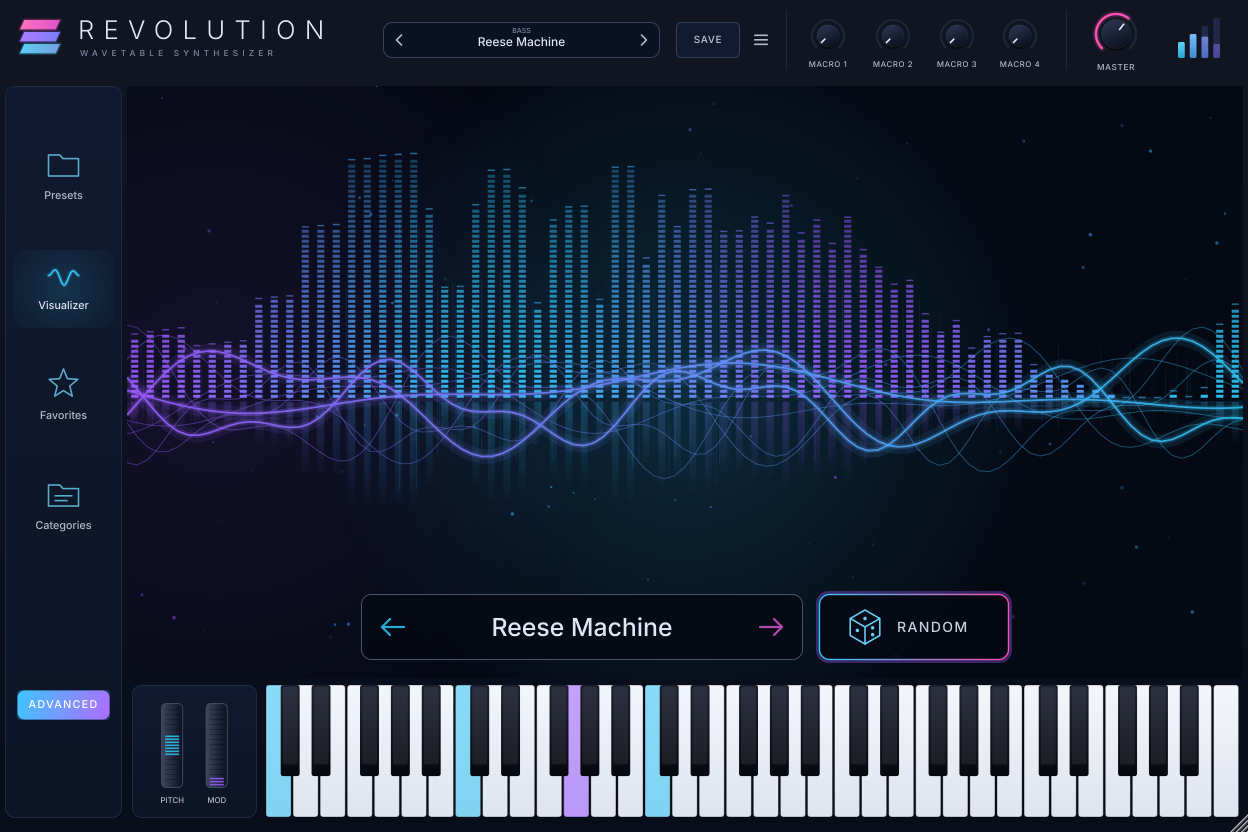 REVOLUTION
WAVETABLE SYNTHESIZER
BASS
Reese Machine
SAVE
MACRO 1
MACRO 2
MACRO 3
MACRO 4
MASTER
Presets
Visualizer
Favorites
Categories
Reese Machine
RANDOM
ADVANCED
PITCH
MOD